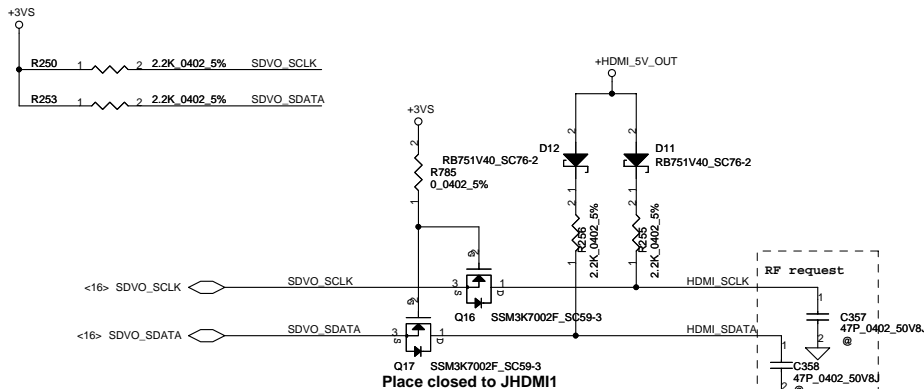 +3VS
R250 1 2 2.2K_0402_5% SDVO_SCLK
R253 1 2 2.2K_0402_5% SDVO_SDATA
+HDMI_5V_OUT
+3VS
2
R785
0_0402_5%
1
2 D12
RB751V40_SC76-2
1
2 D11
RB751V40_SC76-2
1
2
R256
2.2K_0402_5%
1
2
R255
2.2K_0402_5%
1
RF request
<16> SDVO_SCLK SDVO_SCLK 3 S G 2 1 D HDMI_SCLK
Q16 SSM3K7002F_SC59-3
1
C357
47P_0402_50V8J
2 @
<16> SDVO_SDATA SDVO_SDATA 3 S G 2 1 D HDMI_SDATA
Q17 SSM3K7002F_SC59-3
1
C358
47P_0402_50V8J
2 @
Place closed to JHDMI1